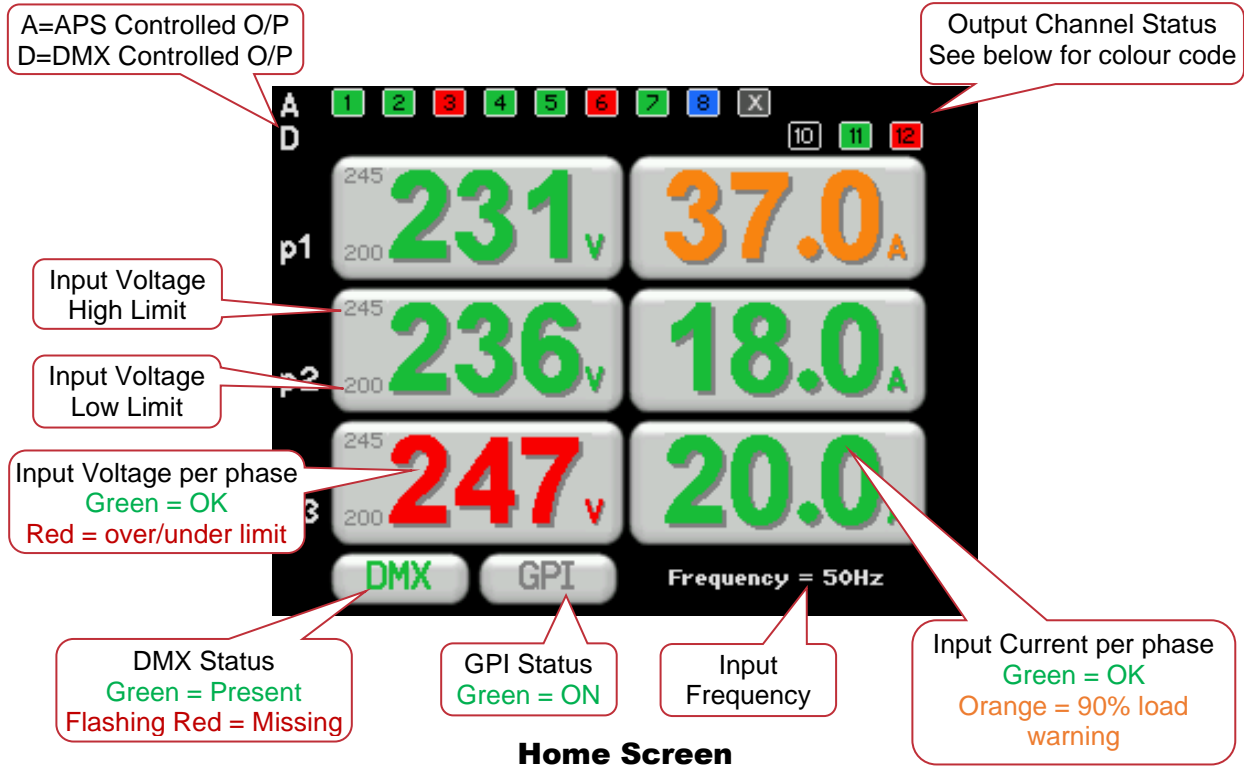 A=APS Controlled O/P
D=DMX Controlled O/P
Output Channel Status
See below for colour code
A 1 2 3 4 5 6 7 8 X
D 10 11 12
245
200
231 V
37.0 A
p1
Input Voltage
High Limit
245
200
236 V
18.0 A
p2
Input Voltage
Low Limit
245
200
247 V
20.0
3
Input Voltage per phase
Green = OK
Red = over/under limit
DMX
GPI
Frequency = 50Hz
DMX Status
Green = Present
Flashing Red = Missing
GPI Status
Green = ON
Input
Frequency
Input Current per phase
Green = OK
Orange = 90% load
warning
Home Screen